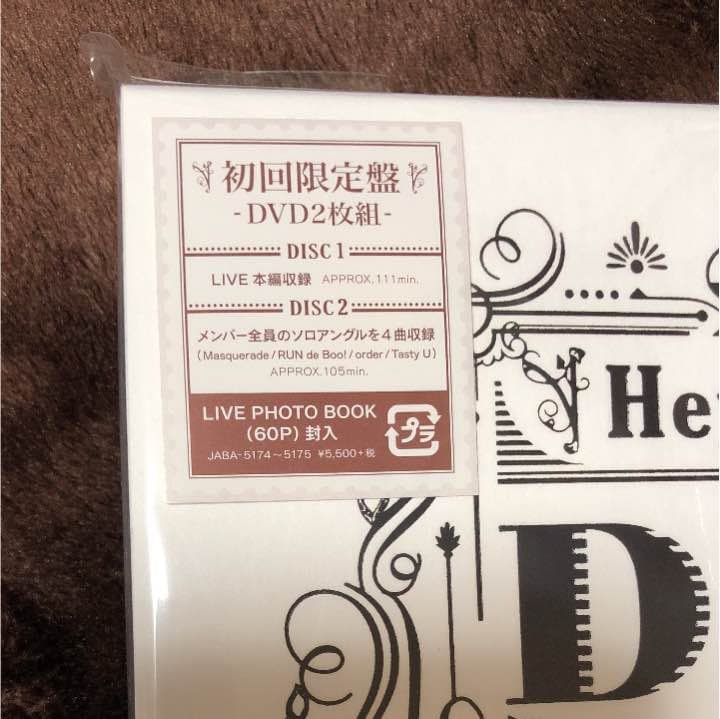 初回限定盤
-DVD2枚組-
DISC 1
LIVE 本編収録 APPROX.111min.
DISC 2
メンバー全員のソロアングルを4曲収録
(Masquerade/RUN de Boo!/order/Tasty U)
APPROX.105min.
LIVE PHOTO BOOK
(60P) 封入
プラ
JABA-5174～5175 ¥5,500+税
He
D